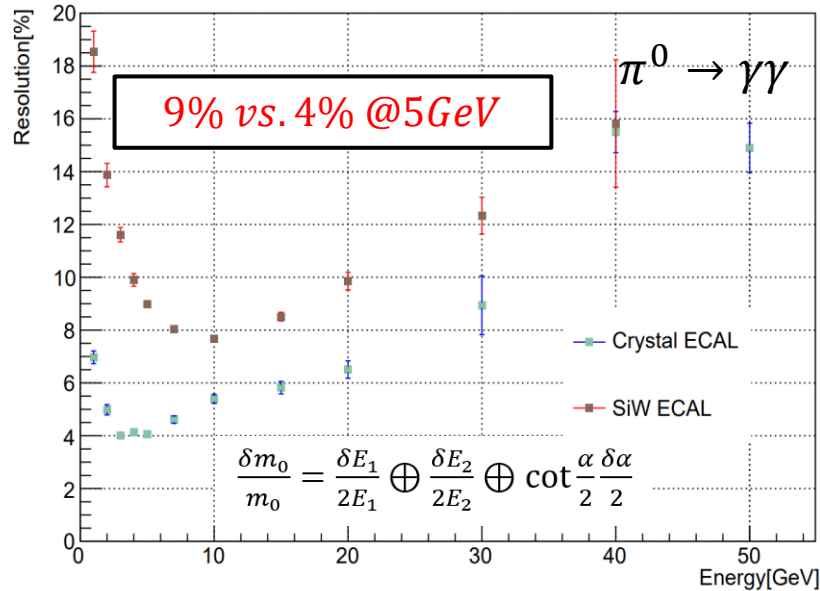 Resolution[%]
20
18
16
14
12
10
8
6
4
2
0
π⁰ → γγ
9% vs. 4% @5GeV
Crystal ECAL
SiW ECAL
δm₀/m₀ = δE₁/2E₁ ⊕ δE₂/2E₂ ⊕ cot α/2 δα/2
0 10 20 30 40 50
Energy[GeV]